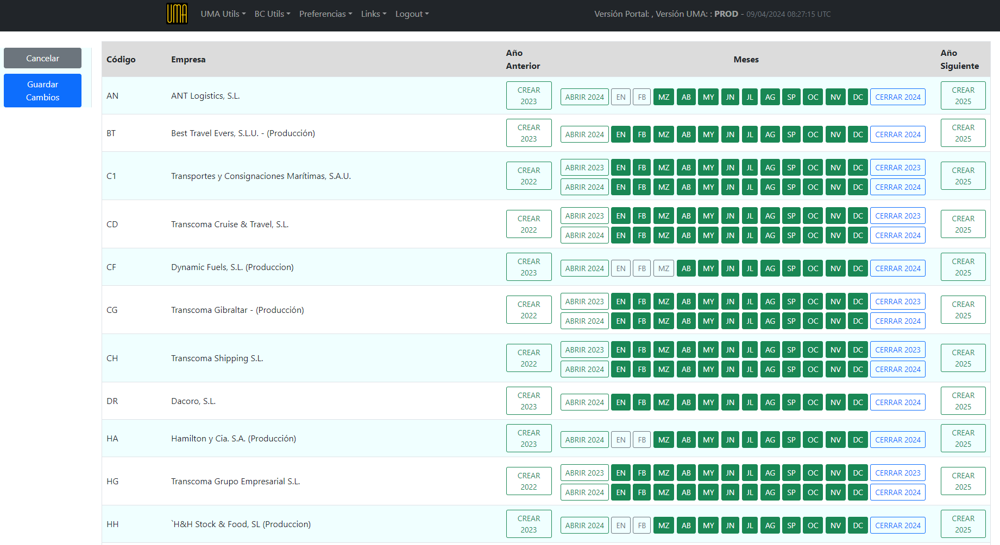 UMA UMA Utils BC Utils Preferencias Links Logout Versión Portal: , Versión UMA: : PROD - 09/04/2024 08:27:15 UTC
Cancelar
Guardar
Cambios
Código Empresa Año Anterior Meses Año Siguiente
AN ANT Logistics, S.L. CREAR 2023 ABRIR 2024 EN FB MZ AB MY JN JL AG SP OC NV DC CERRAR 2024 CREAR 2025
BT Best Travel Evers, S.L.U. - (Producción) CREAR 2023 ABRIR 2024 EN FB MZ AB MY JN JL AG SP OC NV DC CERRAR 2024 CREAR 2025
C1 Transportes y Consignaciones Marítimas, S.A.U. CREAR 2022 ABRIR 2023 EN FB MZ AB MY JN JL AG SP OC NV DC CERRAR 2023
ABRIR 2024 EN FB MZ AB MY JN JL AG SP OC NV DC CERRAR 2024 CREAR 2025
CD Transcoma Cruise & Travel, S.L. CREAR 2022 ABRIR 2023 EN FB MZ AB MY JN JL AG SP OC NV DC CERRAR 2023
ABRIR 2024 EN FB MZ AB MY JN JL AG SP OC NV DC CERRAR 2024 CREAR 2025
CF Dynamic Fuels, S.L. (Produccion) CREAR 2023 ABRIR 2024 EN FB MZ AB MY JN JL AG SP OC NV DC CERRAR 2024 CREAR 2025
CG Transcoma Gibraltar - (Producción) CREAR 2022 ABRIR 2023 EN FB MZ AB MY JN JL AG SP OC NV DC CERRAR 2023
ABRIR 2024 EN FB MZ AB MY JN JL AG SP OC NV DC CERRAR 2024 CREAR 2025
CH Transcoma Shipping S.L. CREAR 2022 ABRIR 2023 EN FB MZ AB MY JN JL AG SP OC NV DC CERRAR 2023
ABRIR 2024 EN FB MZ AB MY JN JL AG SP OC NV DC CERRAR 2024 CREAR 2025
DR Dacoro, S.L. CREAR 2023 ABRIR 2024 EN FB MZ AB MY JN JL AG SP OC NV DC CERRAR 2024 CREAR 2025
HA Hamilton y Cia. S.A. (Producción) CREAR 2023 ABRIR 2024 EN FB MZ AB MY JN JL AG SP OC NV DC CERRAR 2024 CREAR 2025
HG Transcoma Grupo Empresarial S.L. CREAR 2022 ABRIR 2023 EN FB MZ AB MY JN JL AG SP OC NV DC CERRAR 2023
ABRIR 2024 EN FB MZ AB MY JN JL AG SP OC NV DC CERRAR 2024 CREAR 2025
HH `H&H Stock & Food, SL (Produccion) CREAR 2023 ABRIR 2024 EN FB MZ AB MY JN JL AG SP OC NV DC CERRAR 2024 CREAR 2025